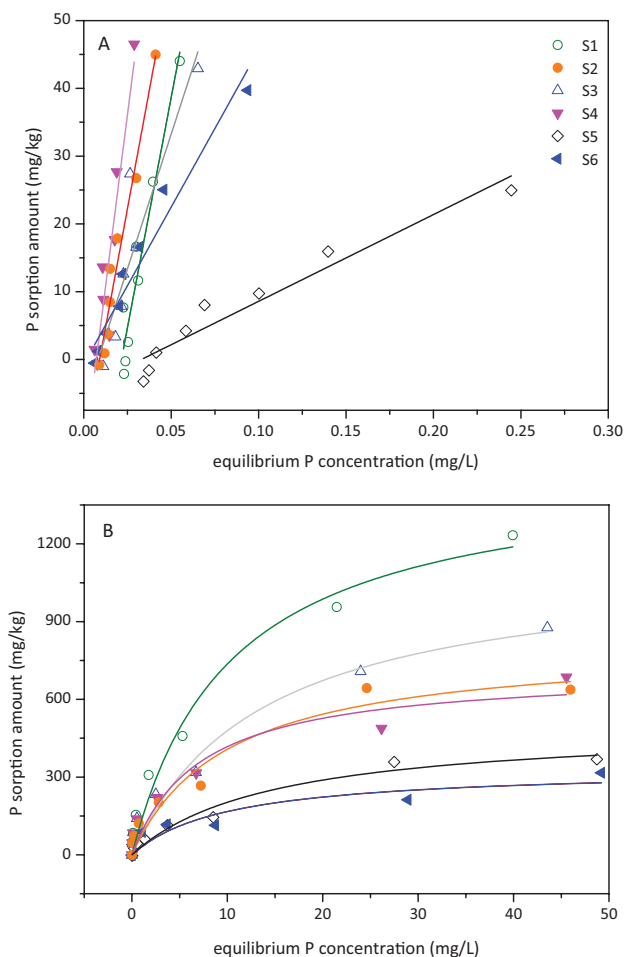 A
S1
S2
S3
S4
S5
S6
50
40
30
20
10
0
0.00
0.05
0.10
0.15
0.20
0.25
0.30
P sorption amount (mg/kg)
equilibrium P concentration (mg/L)
B
1200
900
600
300
0
0
10
20
30
40
50
P sorption amount (mg/kg)
equilibrium P concentration (mg/L)